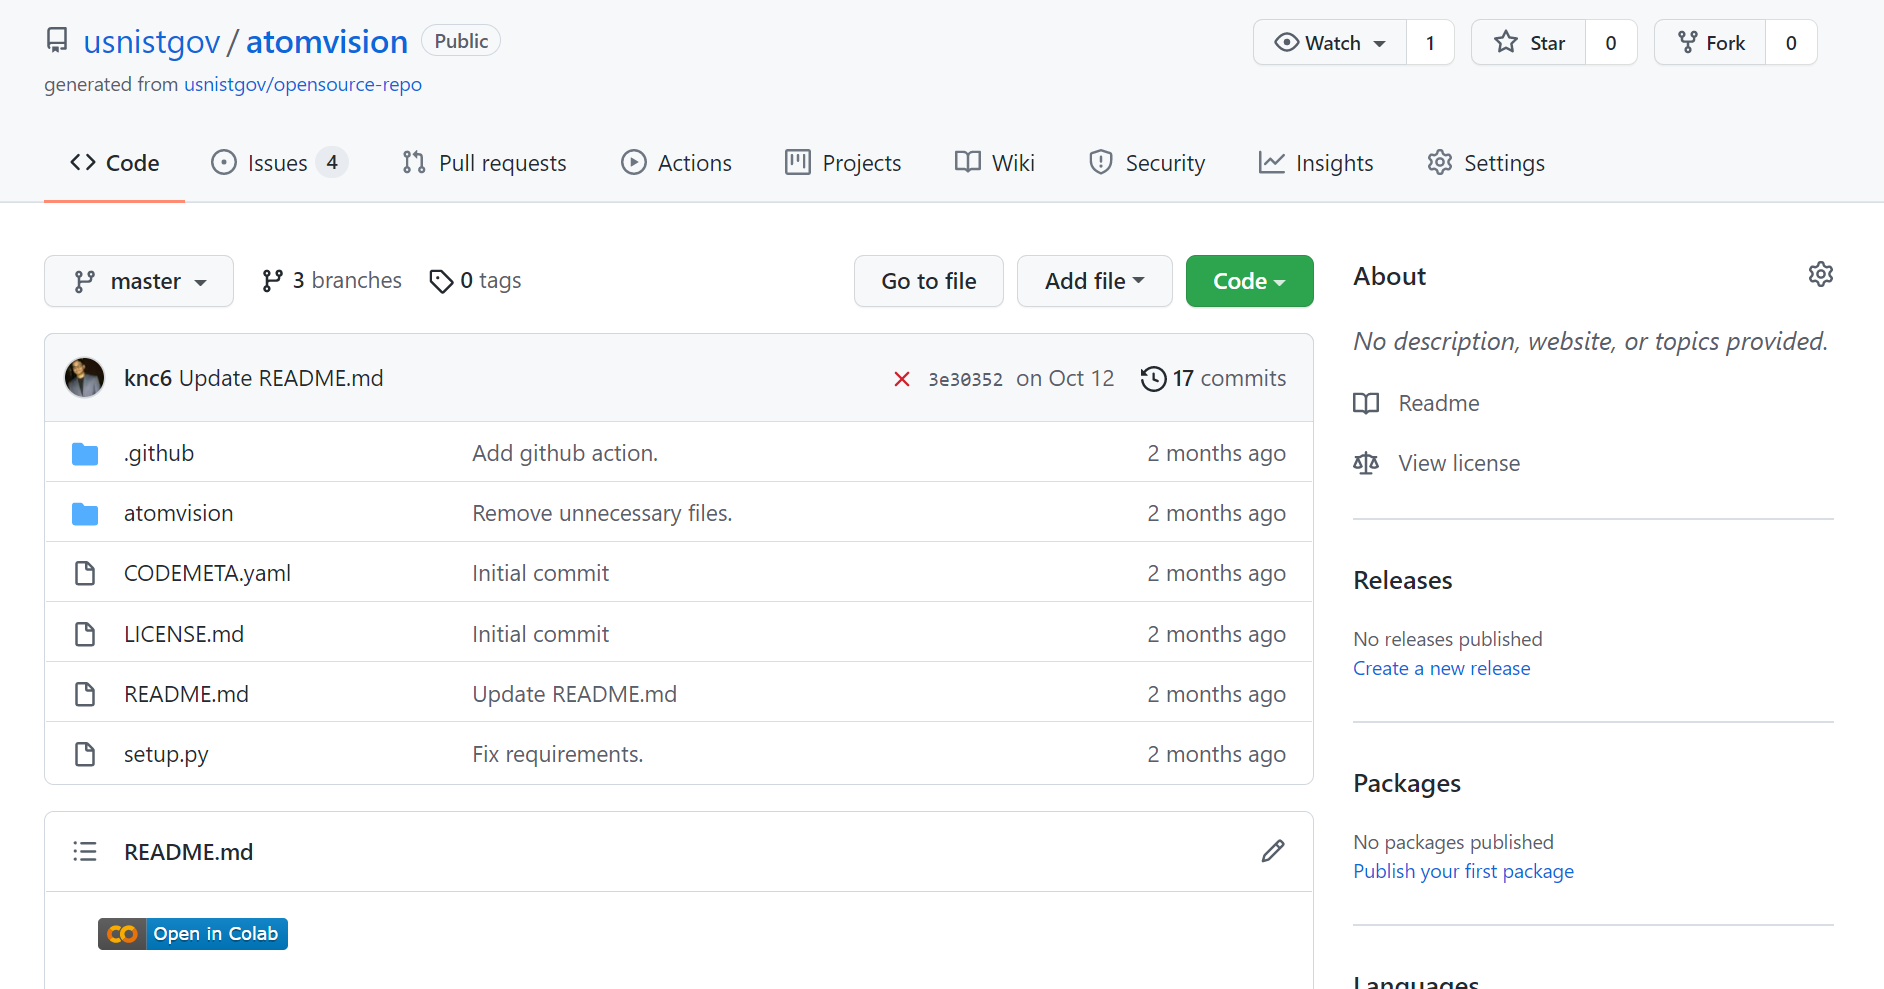 usnistgov / atomvision Public
Watch 1 Star 0 Fork 0
generated from usnistgov/opensource-repo
Code Issues 4 Pull requests Actions Projects Wiki Security Insights Settings
master 3 branches 0 tags Go to file Add file Code
knc6 Update README.md 3e30352 on Oct 12 17 commits
.github Add github action. 2 months ago
atomvision Remove unnecessary files. 2 months ago
CODEMETA.yaml Initial commit 2 months ago
LICENSE.md Initial commit 2 months ago
README.md Update README.md 2 months ago
setup.py Fix requirements. 2 months ago
README.md
Open in Colab
About
No description, website, or topics provided.
Readme
View license
Releases
No releases published
Create a new release
Packages
No packages published
Publish your first package
Languages